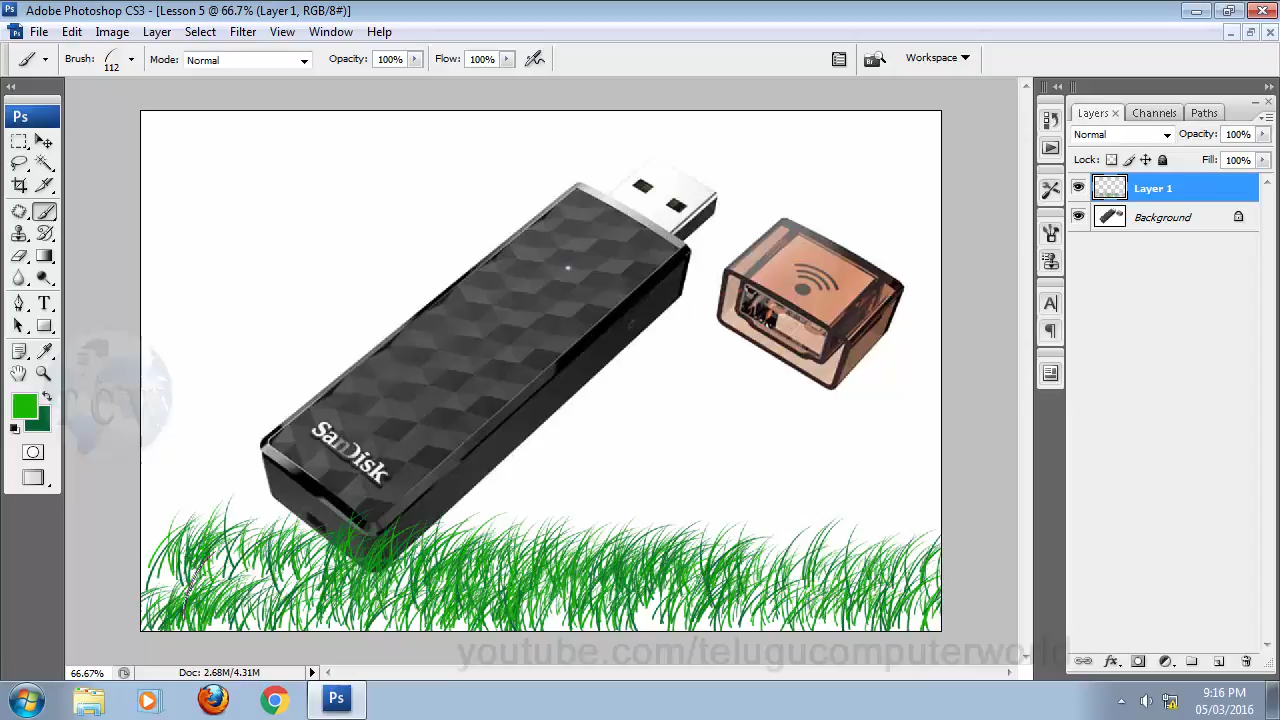 Adobe Photoshop CS3 - [Lesson 5 @ 66.7% (Layer 1, RGB/8#)]
File Edit Image Layer Select Filter View Window Help
Brush: 112 Mode: Normal Opacity: 100% Flow: 100% Workspace
Ps
Layers Channels Paths
Normal Opacity: 100%
Lock: Fill: 100%
Layer 1
Background
SanDisk
youtube.com/telugucomputerworld
66.67% Doc: 2.68M/4.31M
9:16 PM
05/03/2016